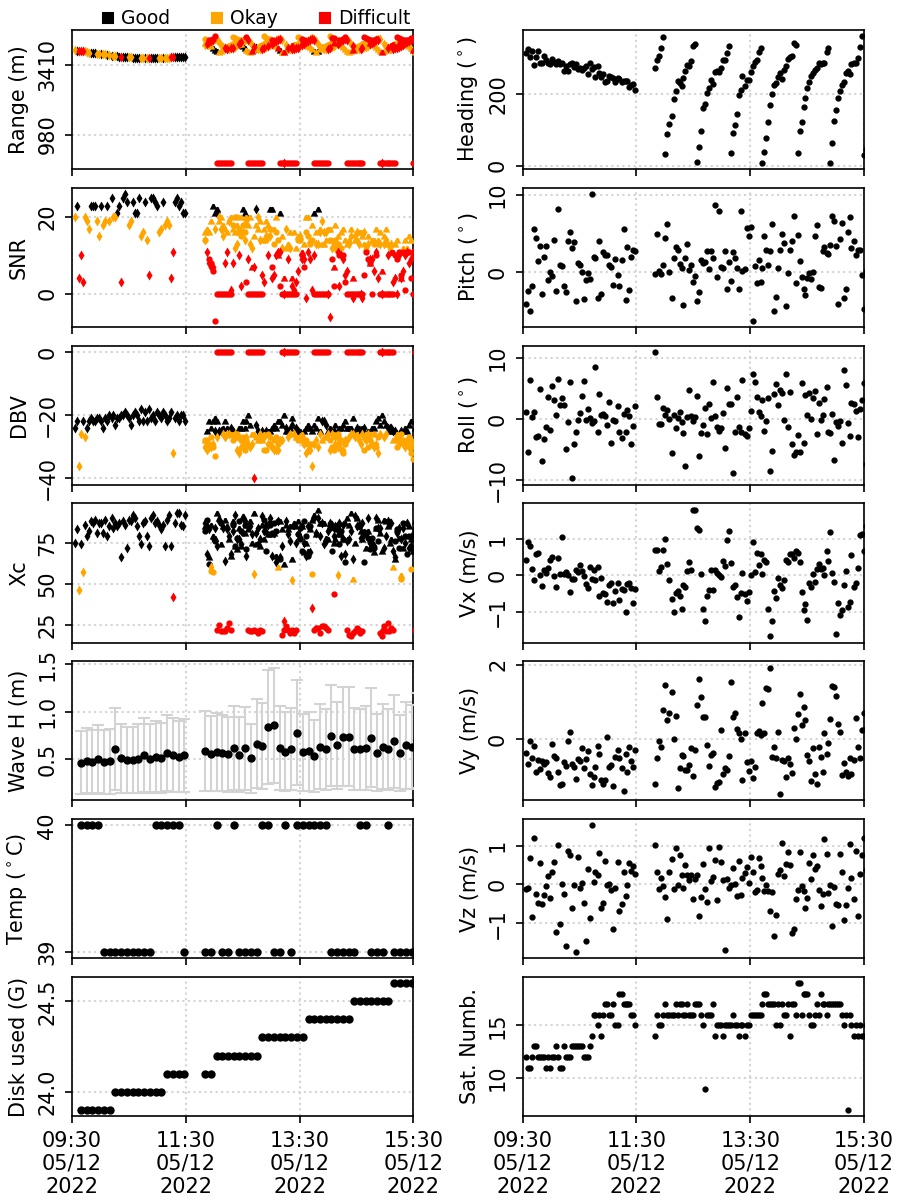 Good Okay Difficult
Range (m)
3410
980
Heading (°)
200
0
SNR
20
0
Pitch (°)
10
0
DBV
0
−20
−40
Roll (°)
10
0
−10
Xc
75
50
25
Vx (m/s)
1
0
−1
Wave H (m)
1.5
1.0
0.5
Vy (m/s)
2
0
Temp (°C)
40
39
Vz (m/s)
1
0
−1
Disk used (G)
24.5
24.0
Sat. Numb.
15
10
09:30 11:30 13:30 15:30
05/12 05/12 05/12 05/12
2022 2022 2022 2022
09:30 11:30 13:30 15:30
05/12 05/12 05/12 05/12
2022 2022 2022 2022